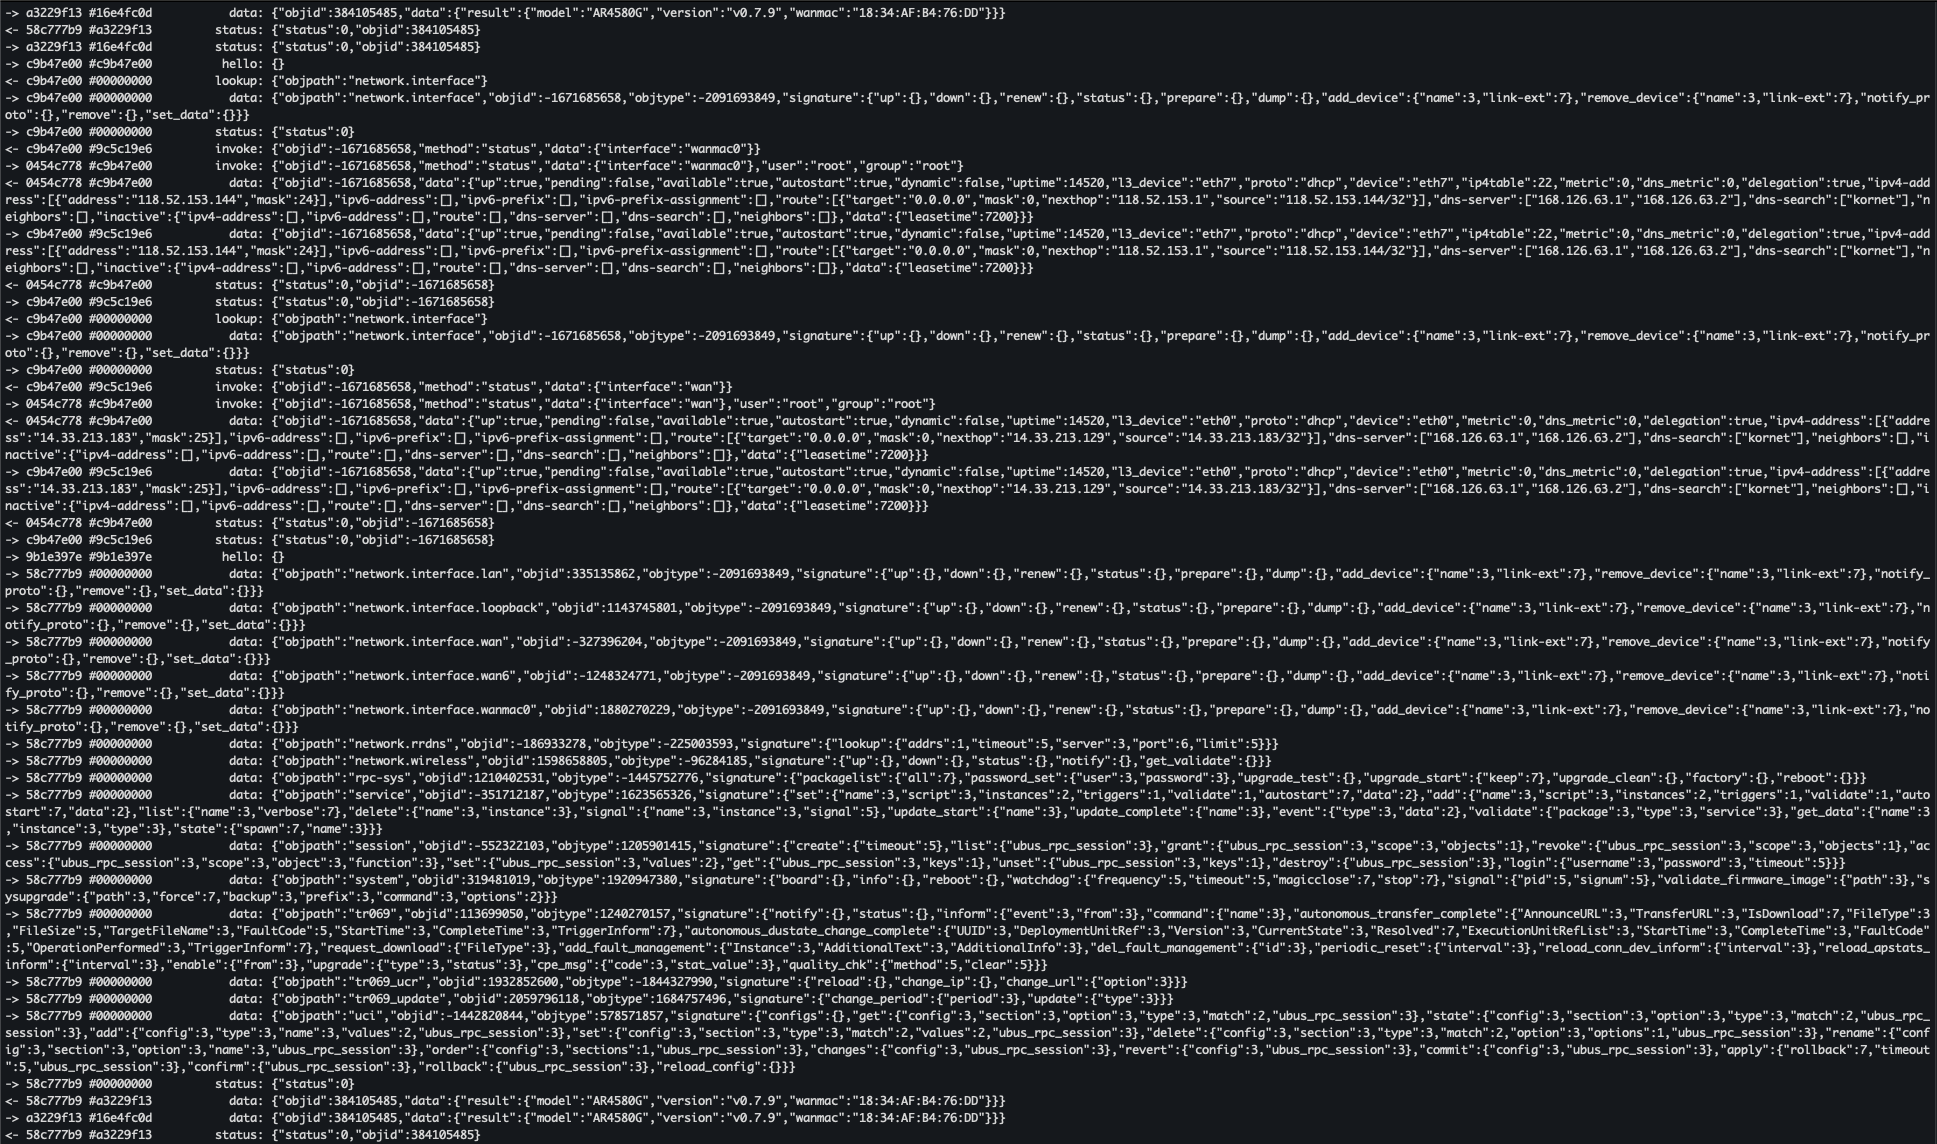 -> a3229f13 #16e4fc0d data: {"objid":384105485,"data":{"result":{"model":"AR4580G","version":"v0.7.9","wanmac":"18:34:AF:B4:76:DD"}}}
<- 58c777b9 #a3229f13 status: {"status":0,"objid":384105485}
-> a3229f13 #16e4fc0d status: {"status":0,"objid":384105485}
-> c9b47e00 #c9b47e00 hello: {}
<- c9b47e00 #00000000 lookup: {"objpath":"network.interface"}
-> c9b47e00 #00000000 data: {"objpath":"network.interface","objid":-1671685658,"objtype":-2091693849,"signature":{"up":{},"down":{},"renew":{},"status":{},"prepare":{},"dump":{},"add_device":{"name":3,"link-ext":7},"remove_device":{"name":3,"link-ext":7},"notify_pr
oto":{},"remove":{},"set_data":{}}}
-> c9b47e00 #00000000 status: {"status":0}
<- c9b47e00 #9c5c19e6 invoke: {"objid":-1671685658,"method":"status","data":{"interface":"wanmac0"}}
-> 0454c778 #c9b47e00 invoke: {"objid":-1671685658,"method":"status","data":{"interface":"wanmac0"},"user":"root","group":"root"}
<- 0454c778 #c9b47e00 data: {"objid":-1671685658,"data":{"up":true,"pending":false,"available":true,"autostart":true,"dynamic":false,"uptime":14520,"l3_device":"eth7","proto":"dhcp","device":"eth7","ip4table":22,"metric":0,"dns_metric":0,"delegation":true,"ipv4-add
ress":[{"address":"118.52.153.144","mask":24}],"ipv6-address":[],"ipv6-prefix":[],"ipv6-prefix-assignment":[],"route":[{"target":"0.0.0.0","mask":0,"nexthop":"118.52.153.1","source":"118.52.153.144/32"}],"dns-server":["168.126.63.1","168.126.63.2"],"dns-search":["kornet"],"n
eighbors":[],"inactive":{"ipv4-address":[],"ipv6-address":[],"route":[],"dns-server":[],"dns-search":[],"neighbors":[]},"data":{"leasetime":7200}}}
-> c9b47e00 #9c5c19e6 data: {"objid":-1671685658,"data":{"up":true,"pending":false,"available":true,"autostart":true,"dynamic":false,"uptime":14520,"l3_device":"eth7","proto":"dhcp","device":"eth7","ip4table":22,"metric":0,"dns_metric":0,"delegation":true,"ipv4-add
ress":[{"address":"118.52.153.144","mask":24}],"ipv6-address":[],"ipv6-prefix":[],"ipv6-prefix-assignment":[],"route":[{"target":"0.0.0.0","mask":0,"nexthop":"118.52.153.1","source":"118.52.153.144/32"}],"dns-server":["168.126.63.1","168.126.63.2"],"dns-search":["kornet"],"n
eighbors":[],"inactive":{"ipv4-address":[],"ipv6-address":[],"route":[],"dns-server":[],"dns-search":[],"neighbors":[]},"data":{"leasetime":7200}}}
<- 0454c778 #c9b47e00 status: {"status":0,"objid":-1671685658}
-> c9b47e00 #9c5c19e6 status: {"status":0,"objid":-1671685658}
<- c9b47e00 #00000000 lookup: {"objpath":"network.interface"}
-> c9b47e00 #00000000 data: {"objpath":"network.interface","objid":-1671685658,"objtype":-2091693849,"signature":{"up":{},"down":{},"renew":{},"status":{},"prepare":{},"dump":{},"add_device":{"name":3,"link-ext":7},"remove_device":{"name":3,"link-ext":7},"notify_pr
oto":{},"remove":{},"set_data":{}}}
-> c9b47e00 #00000000 status: {"status":0}
<- c9b47e00 #9c5c19e6 invoke: {"objid":-1671685658,"method":"status","data":{"interface":"wan"}}
-> 0454c778 #c9b47e00 invoke: {"objid":-1671685658,"method":"status","data":{"interface":"wan"},"user":"root","group":"root"}
<- 0454c778 #c9b47e00 data: {"objid":-1671685658,"data":{"up":true,"pending":false,"available":true,"autostart":true,"dynamic":false,"uptime":14520,"l3_device":"eth0","proto":"dhcp","device":"eth0","metric":0,"dns_metric":0,"delegation":true,"ipv4-address":[{"addre
ss":"14.33.213.183","mask":25}],"ipv6-address":[],"ipv6-prefix":[],"ipv6-prefix-assignment":[],"route":[{"target":"0.0.0.0","mask":0,"nexthop":"14.33.213.129","source":"14.33.213.183/32"}],"dns-server":["168.126.63.1","168.126.63.2"],"dns-search":["kornet"],"neighbors":[],"i
nactive":{"ipv4-address":[],"ipv6-address":[],"route":[],"dns-server":[],"dns-search":[],"neighbors":[]},"data":{"leasetime":7200}}}
-> c9b47e00 #9c5c19e6 data: {"objid":-1671685658,"data":{"up":true,"pending":false,"available":true,"autostart":true,"dynamic":false,"uptime":14520,"l3_device":"eth0","proto":"dhcp","device":"eth0","metric":0,"dns_metric":0,"delegation":true,"ipv4-address":[{"addre
ss":"14.33.213.183","mask":25}],"ipv6-address":[],"ipv6-prefix":[],"ipv6-prefix-assignment":[],"route":[{"target":"0.0.0.0","mask":0,"nexthop":"14.33.213.129","source":"14.33.213.183/32"}],"dns-server":["168.126.63.1","168.126.63.2"],"dns-search":["kornet"],"neighbors":[],"i
nactive":{"ipv4-address":[],"ipv6-address":[],"route":[],"dns-server":[],"dns-search":[],"neighbors":[]},"data":{"leasetime":7200}}}
<- 0454c778 #c9b47e00 status: {"status":0,"objid":-1671685658}
-> c9b47e00 #9c5c19e6 status: {"status":0,"objid":-1671685658}
-> 9b1e397e #9b1e397e hello: {}
-> 58c777b9 #00000000 data: {"objpath":"network.interface.lan","objid":335135862,"objtype":-2091693849,"signature":{"up":{},"down":{},"renew":{},"status":{},"prepare":{},"dump":{},"add_device":{"name":3,"link-ext":7},"remove_device":{"name":3,"link-ext":7},"notify_
proto":{},"remove":{},"set_data":{}}}
-> 58c777b9 #00000000 data: {"objpath":"network.interface.loopback","objid":1143745801,"objtype":-2091693849,"signature":{"up":{},"down":{},"renew":{},"status":{},"prepare":{},"dump":{},"add_device":{"name":3,"link-ext":7},"remove_device":{"name":3,"link-ext":7},"n
otify_proto":{},"remove":{},"set_data":{}}}
-> 58c777b9 #00000000 data: {"objpath":"network.interface.wan","objid":-327396204,"objtype":-2091693849,"signature":{"up":{},"down":{},"renew":{},"status":{},"prepare":{},"dump":{},"add_device":{"name":3,"link-ext":7},"remove_device":{"name":3,"link-ext":7},"notify
_proto":{},"remove":{},"set_data":{}}}
-> 58c777b9 #00000000 data: {"objpath":"network.interface.wan6","objid":-1248324771,"objtype":-2091693849,"signature":{"up":{},"down":{},"renew":{},"status":{},"prepare":{},"dump":{},"add_device":{"name":3,"link-ext":7},"remove_device":{"name":3,"link-ext":7},"noti
fy_proto":{},"remove":{},"set_data":{}}}
-> 58c777b9 #00000000 data: {"objpath":"network.interface.wanmac0","objid":1880270229,"objtype":-2091693849,"signature":{"up":{},"down":{},"renew":{},"status":{},"prepare":{},"dump":{},"add_device":{"name":3,"link-ext":7},"remove_device":{"name":3,"link-ext":7},"no
tify_proto":{},"remove":{},"set_data":{}}}
-> 58c777b9 #00000000 data: {"objpath":"network.rrdns","objid":-186933278,"objtype":-225003593,"signature":{"lookup":{"addrs":1,"timeout":5,"server":3,"port":6,"limit":5}}}
-> 58c777b9 #00000000 data: {"objpath":"network.wireless","objid":1598658805,"objtype":-96284185,"signature":{"up":{},"down":{},"status":{},"notify":{},"get_validate":{}}}
-> 58c777b9 #00000000 data: {"objpath":"rpc-sys","objid":1210402531,"objtype":-1445752776,"signature":{"packagelist":{"all":7},"password_set":{"user":3,"password":3},"upgrade_test":{},"upgrade_start":{"keep":7},"upgrade_clean":{},"factory":{},"reboot":{}}}
-> 58c777b9 #00000000 data: {"objpath":"service","objid":-351712187,"objtype":1623565326,"signature":{"set":{"name":3,"script":3,"instances":2,"triggers":1,"validate":1,"autostart":7,"data":2},"add":{"name":3,"script":3,"instances":2,"triggers":1,"validate":1,"auto
start":7,"data":2},"list":{"name":3,"verbose":7},"delete":{"name":3,"instance":3},"signal":{"name":3,"instance":3,"signal":5},"update_start":{"name":3},"update_complete":{"name":3},"event":{"type":3,"data":2},"validate":{"package":3,"type":3,"service":3},"get_data":{"name":3
,"instance":3,"type":3},"state":{"spawn":7,"name":3}}}
-> 58c777b9 #00000000 data: {"objpath":"session","objid":-552322103,"objtype":1205901415,"signature":{"create":{"timeout":5},"list":{"ubus_rpc_session":3},"grant":{"ubus_rpc_session":3,"scope":3,"objects":1},"revoke":{"ubus_rpc_session":3,"scope":3,"objects":1},"ac
cess":{"ubus_rpc_session":3,"scope":3,"object":3,"function":3},"set":{"ubus_rpc_session":3,"values":2},"get":{"ubus_rpc_session":3,"keys":1},"unset":{"ubus_rpc_session":3,"keys":1},"destroy":{"ubus_rpc_session":3},"login":{"username":3,"password":3,"timeout":5}}}
-> 58c777b9 #00000000 data: {"objpath":"system","objid":319481019,"objtype":1920947380,"signature":{"board":{},"info":{},"reboot":{},"watchdog":{"frequency":5,"timeout":5,"magicclose":7,"stop":7},"signal":{"pid":5,"signum":5},"validate_firmware_image":{"path":3},"s
ysupgrade":{"path":3,"force":7,"backup":3,"prefix":3,"command":3,"options":2}}}
-> 58c777b9 #00000000 data: {"objpath":"tr069","objid":113699050,"objtype":1240270157,"signature":{"notify":{},"status":{},"inform":{"event":3,"from":3},"command":{"name":3},"autonomous_transfer_complete":{"AnnounceURL":3,"TransferURL":3,"IsDownload":7,"FileType":3
,"FileSize":5,"TargetFileName":3,"FaultCode":5,"StartTime":3,"CompleteTime":3,"TriggerInform":7},"autonomous_dustate_change_complete":{"UUID":3,"DeploymentUnitRef":3,"Version":3,"CurrentState":3,"Resolved":7,"ExecutionUnitRefList":3,"StartTime":3,"CompleteTime":3,"FaultCode"
:5,"OperationPerformed":3,"TriggerInform":7},"request_download":{"FileType":3},"add_fault_management":{"Instance":3,"AdditionalText":3,"AdditionalInfo":3},"del_fault_management":{"id":3},"periodic_reset":{"interval":3},"reload_conn_dev_inform":{"interval":3},"reload_apstats_
inform":{"interval":3},"enable":{"from":3},"upgrade":{"type":3,"status":3},"cpe_msg":{"code":3,"stat_value":3},"quality_chk":{"method":5,"clear":5}}}
-> 58c777b9 #00000000 data: {"objpath":"tr069_ucr","objid":1932852600,"objtype":-1844327990,"signature":{"reload":{},"change_ip":{},"change_url":{"option":3}}}
-> 58c777b9 #00000000 data: {"objpath":"tr069_update","objid":2059796118,"objtype":1684757496,"signature":{"change_period":{"period":3},"update":{"type":3}}}
-> 58c777b9 #00000000 data: {"objpath":"uci","objid":-1442820844,"objtype":578571857,"signature":{"configs":{},"get":{"config":3,"section":3,"option":3,"type":3,"match":2,"ubus_rpc_session":3},"state":{"config":3,"section":3,"option":3,"type":3,"match":2,"ubus_rpc_
session":3},"add":{"config":3,"type":3,"name":3,"values":2,"ubus_rpc_session":3},"set":{"config":3,"section":3,"type":3,"match":2,"values":2,"ubus_rpc_session":3},"delete":{"config":3,"section":3,"type":3,"match":2,"option":3,"options":1,"ubus_rpc_session":3},"rename":{"conf
ig":3,"section":3,"option":3,"name":3,"ubus_rpc_session":3},"order":{"config":3,"sections":1,"ubus_rpc_session":3},"changes":{"config":3,"ubus_rpc_session":3},"revert":{"config":3,"ubus_rpc_session":3},"commit":{"config":3,"ubus_rpc_session":3},"apply":{"rollback":7,"timeout
":5,"ubus_rpc_session":3},"confirm":{"ubus_rpc_session":3},"rollback":{"ubus_rpc_session":3},"reload_config":{}}}
-> 58c777b9 #00000000 status: {"status":0}
<- 58c777b9 #a3229f13 data: {"objid":384105485,"data":{"result":{"model":"AR4580G","version":"v0.7.9","wanmac":"18:34:AF:B4:76:DD"}}}
-> a3229f13 #16e4fc0d data: {"objid":384105485,"data":{"result":{"model":"AR4580G","version":"v0.7.9","wanmac":"18:34:AF:B4:76:DD"}}}
<- 58c777b9 #a3229f13 status: {"status":0,"objid":384105485}